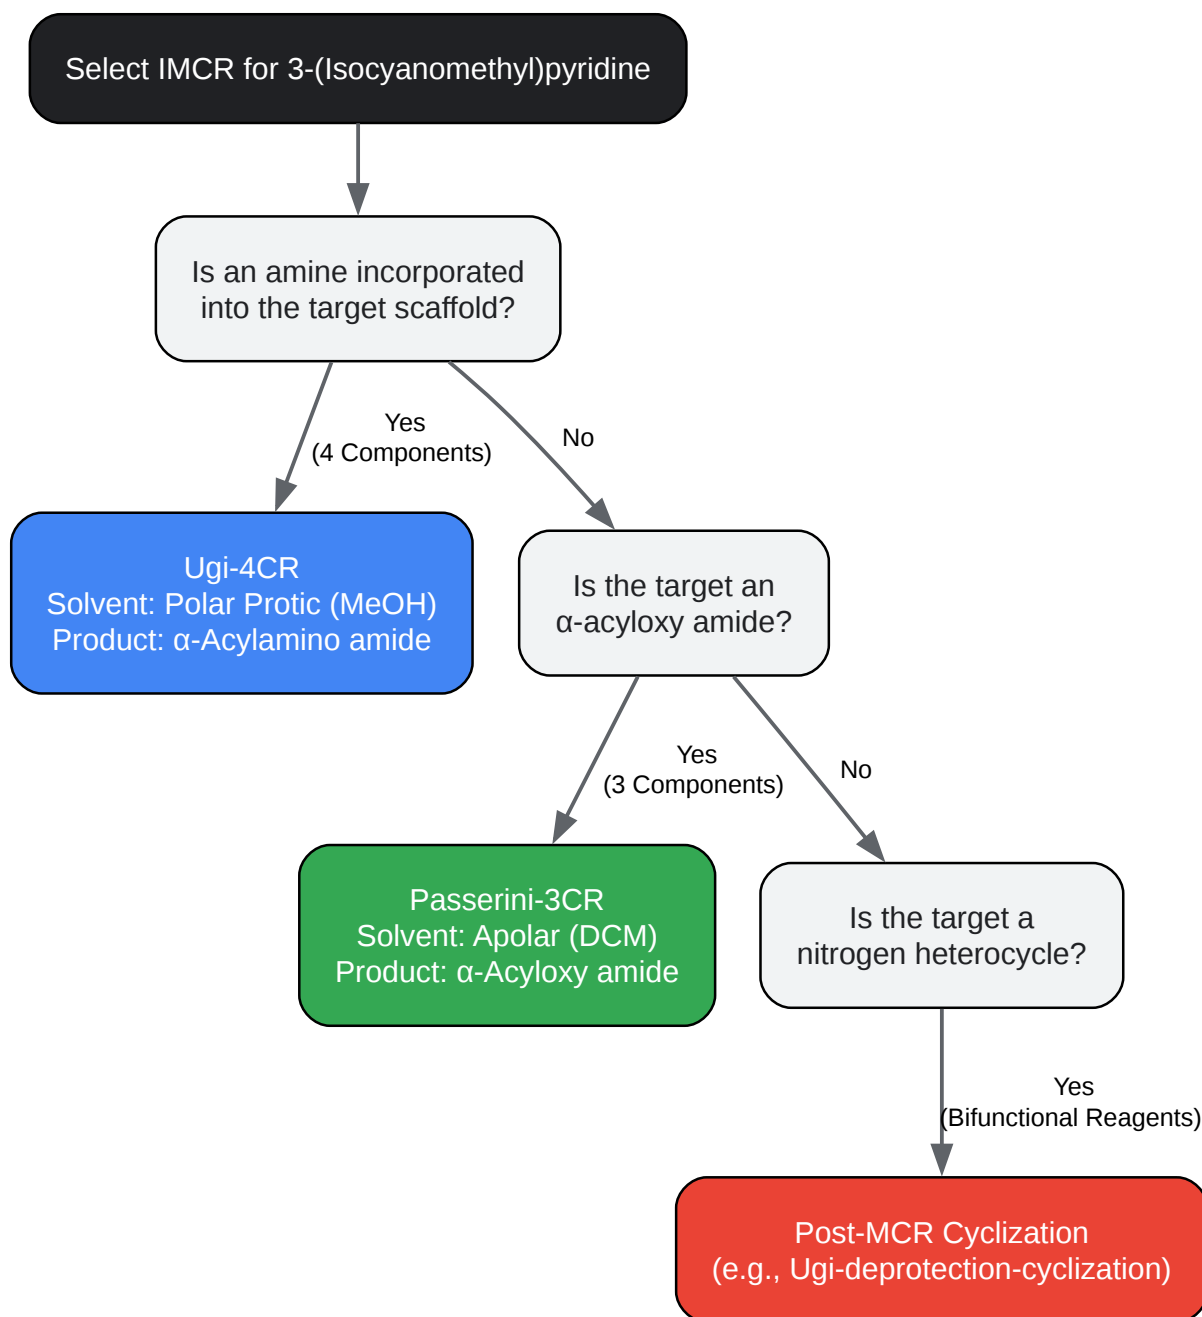 Select IMCR for 3-(Isocyanomethyl)pyridine
Is an amine incorporated
into the target scaffold?
Yes
(4 Components)
No
Ugi-4CR
Solvent: Polar Protic (MeOH)
Product: α-Acylamino amide
Is the target an
α-acyloxy amide?
Yes
(3 Components)
No
Passerini-3CR
Solvent: Apolar (DCM)
Product: α-Acyloxy amide
Is the target a
nitrogen heterocycle?
Yes
(Bifunctional Reagents)
Post-MCR Cyclization
(e.g., Ugi-deprotection-cyclization)